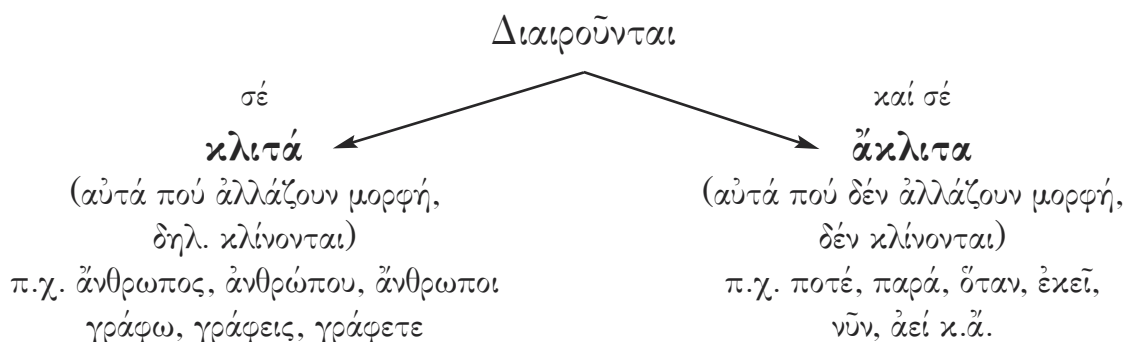 Διαιροῦνται
σέ
κλιτά
(αὐτά πού ἀλλάζουν μορφή,
δηλ. κλίνονται)
π.χ. ἄνθρωπος, ἀνθρώπου, ἄνθρωποι
γράφω, γράφεις, γράφετε
καί σέ
ἄκλιτα
(αὐτά πού δέν ἀλλάζουν μορφή,
δέν κλίνονται)
π.χ. ποτέ, παρά, ὅταν, ἐκεῖ,
νῦν, ἀεί κ.ἄ.